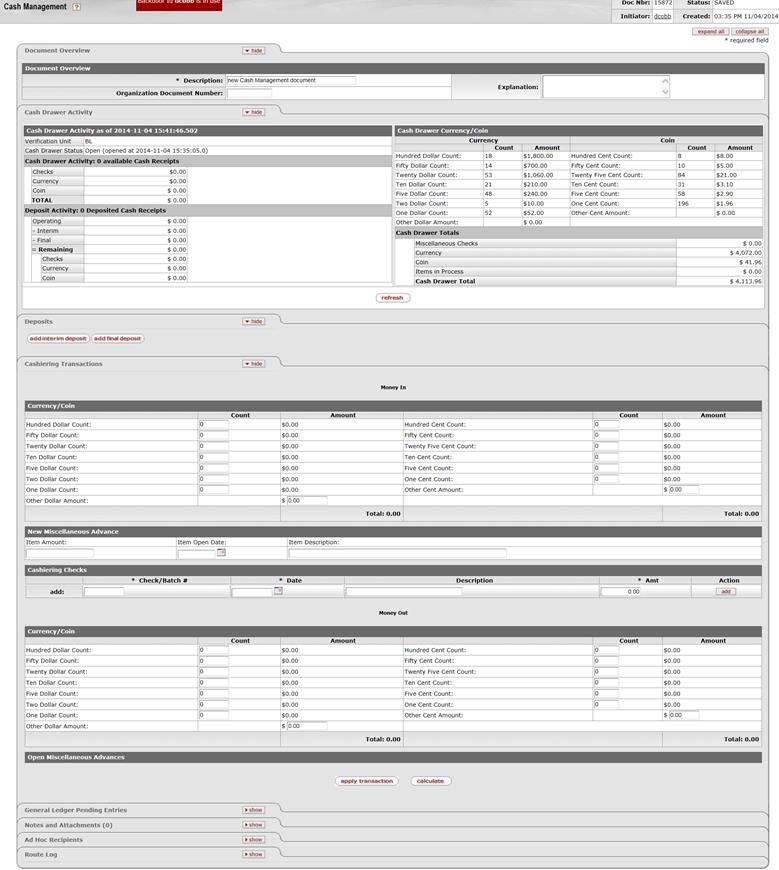 Cash Management ?
Backdoor Id dcobb is in use
Doc Nbr: 15872 Status: SAVED
Initiator: dcobb Created: 03:35 PM 11/04/2014
expand all collapse all
* required field
Document Overview hide
Document Overview
* Description: new Cash Management document
Explanation:
Organization Document Number:
Cash Drawer Activity hide
Cash Drawer Activity as of 2014-11-04 15:41:46.502
Verification Unit BL
Cash Drawer Status Open (opened at 2014-11-04 15:35:05.0)
Cash Drawer Activity: 0 available Cash Receipts
Checks $0.00
Currency $0.00
Coin $ 0.00
TOTAL $ 0.00
Deposit Activity: 0 Deposited Cash Receipts
Operating $ 0.00
- Interim $ 0.00
- Final $ 0.00
= Remaining $ 0.00
Checks $ 0.00
Currency $ 0.00
Coin $ 0.00
Cash Drawer Currency/Coin
Currency Coin
Count Amount Count Amount
Hundred Dollar Count: 18 $1,800.00 Hundred Cent Count: 8 $8.00
Fifty Dollar Count: 14 $700.00 Fifty Cent Count: 10 $5.00
Twenty Dollar Count: 53 $1,060.00 Twenty Five Cent Count: 84 $21.00
Ten Dollar Count: 21 $210.00 Ten Cent Count: 31 $3.10
Five Dollar Count: 48 $240.00 Five Cent Count: 58 $2.90
Two Dollar Count: 5 $10.00 One Cent Count: 196 $1.96
One Dollar Count: 52 $52.00 Other Cent Amount: $ 0.00
Other Dollar Amount: $ 0.00
Cash Drawer Totals
Miscellaneous Checks $ 0.00
Currency $ 4,072.00
Coin $ 41.96
Items in Process $ 0.00
Cash Drawer Total $ 4,113.96
refresh
Deposits hide
add interim deposit add final deposit
Cashiering Transactions hide
Money In
Currency/Coin
Count Amount Count Amount
Hundred Dollar Count: 0 $0.00 Hundred Cent Count: 0 $0.00
Fifty Dollar Count: 0 $0.00 Fifty Cent Count: 0 $0.00
Twenty Dollar Count: 0 $0.00 Twenty Five Cent Count: 0 $0.00
Ten Dollar Count: 0 $0.00 Ten Cent Count: 0 $0.00
Five Dollar Count: 0 $0.00 Five Cent Count: 0 $0.00
Two Dollar Count: 0 $0.00 One Cent Count: 0 $0.00
One Dollar Count: 0 $0.00 Other Cent Amount: $ 0.00
Other Dollar Amount: $ 0.00
Total: 0.00 Total: 0.00
New Miscellaneous Advance
Item Amount: Item Open Date: Item Description:
Cashiering Checks
* Check/Batch # * Date Description * Amt Action
add: 0.00 add
Money Out
Currency/Coin
Count Amount Count Amount
Hundred Dollar Count: 0 $0.00 Hundred Cent Count: 0 $0.00
Fifty Dollar Count: 0 $0.00 Fifty Cent Count: 0 $0.00
Twenty Dollar Count: 0 $0.00 Twenty Five Cent Count: 0 $0.00
Ten Dollar Count: 0 $0.00 Ten Cent Count: 0 $0.00
Five Dollar Count: 0 $0.00 Five Cent Count: 0 $0.00
Two Dollar Count: 0 $0.00 One Cent Count: 0 $0.00
One Dollar Count: 0 $0.00 Other Cent Amount: $ 0.00
Other Dollar Amount: $ 0.00
Total: 0.00 Total: 0.00
Open Miscellaneous Advances
apply transaction calculate
General Ledger Pending Entries show
Notes and Attachments (0) show
Ad Hoc Recipients show
Route Log show